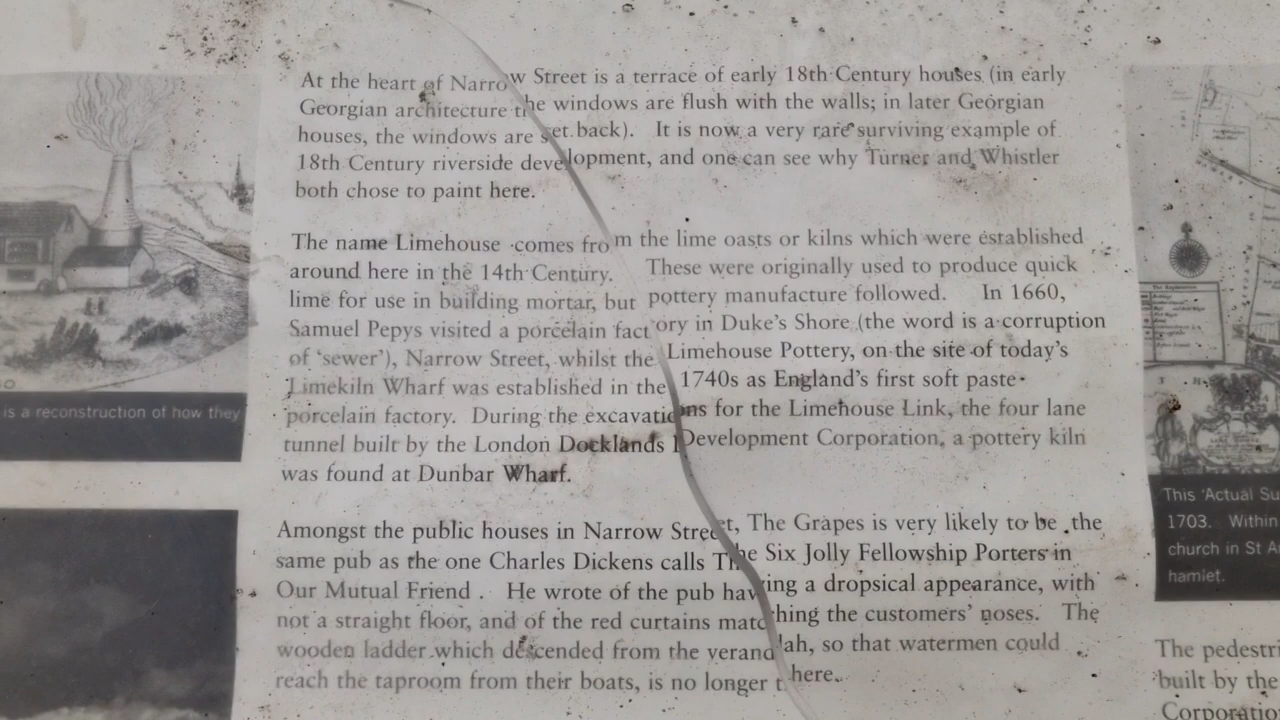 At the heart of Narrow Street is a terrace of early 18th Century houses (in early
Georgian architecture the windows are flush with the walls; in later Georgian
houses, the windows are set back). It is now a very rare surviving example of
18th Century riverside development, and one can see why Turner and Whistler
both chose to paint here.
The name Limehouse comes from the lime oasts or kilns which were established
around here in the 14th Century. These were originally used to produce quick
lime for use in building mortar, but pottery manufacture followed. In 1660,
Samuel Pepys visited a porcelain factory in Duke's Shore (the word is a corruption
of 'sewer'), Narrow Street, whilst the Limehouse Pottery, on the site of today's
Limekiln Wharf was established in the 1740s as England's first soft paste
porcelain factory. During the excavations for the Limehouse Link, the four lane
tunnel built by the London Docklands Development Corporation, a pottery kiln
was found at Dunbar Wharf.
Amongst the public houses in Narrow Street, The Grapes is very likely to be the
same pub as the one Charles Dickens calls The Six Jolly Fellowship Porters in
Our Mutual Friend . He wrote of the pub having a dropsical appearance, with
not a straight floor, and of the red curtains matching the customers' noses. The
wooden ladder which descended from the verandah, so that watermen could
reach the taproom from their boats, is no longer there.
is a reconstruction of how they
This 'Actual Su
1703. Within
church in St A
hamlet.
The pedestri
built by the
Corporatio